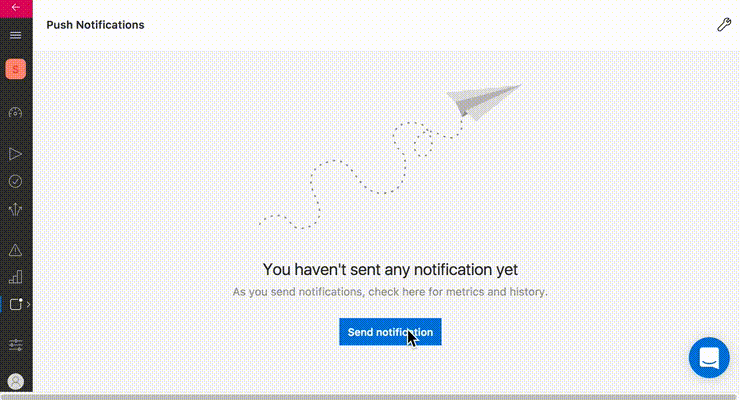 Push Notifications
S
You haven't sent any notification yet
As you send notifications, check here for metrics and history.
Send notification